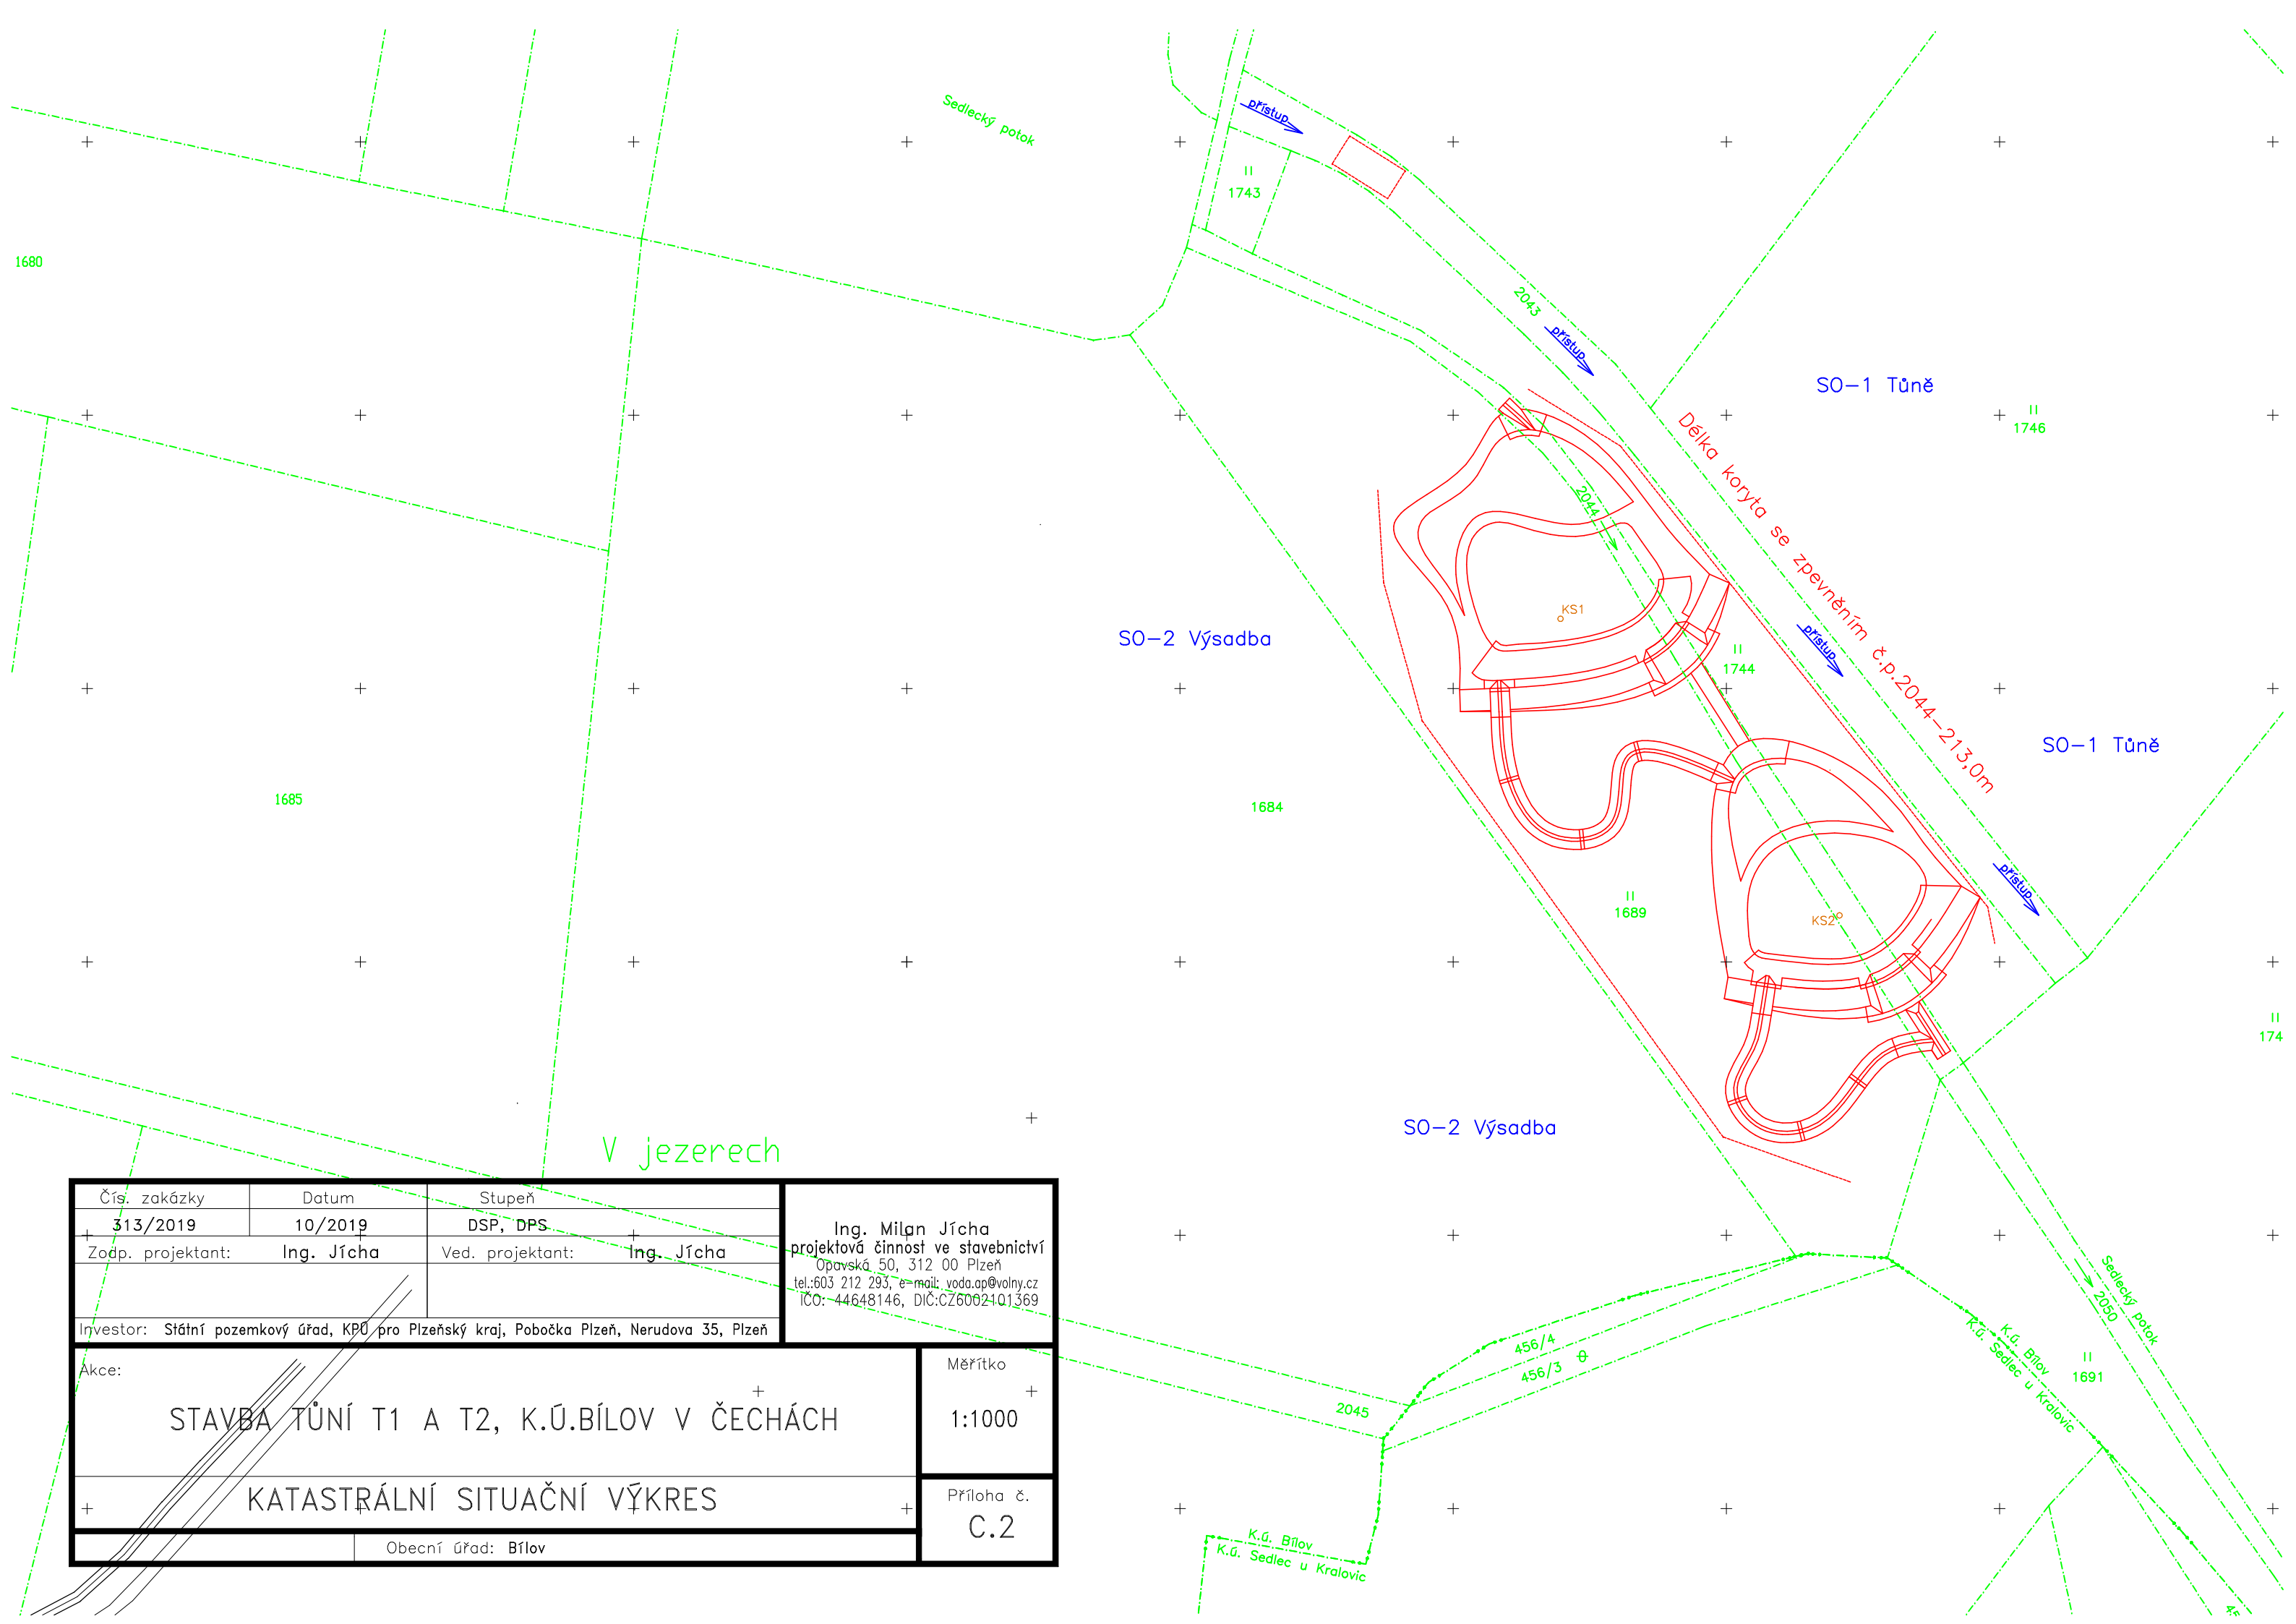 Sedlecký potok
přístup
II
1743
1680
2043
přístup
SO-1 Tůně
II
1746
Délka koryta se zpevněním č.p.2044-213,0m
2044
KS1
SO-2 Výsadba
II
1744
přístup
SO-1 Tůně
1685
1684
přístup
II
1689
KS2
II
174
SO-2 Výsadba
V jezerech
Čís. zakázky
Datum
Stupeň
313/2019
10/2019
DSP, DPS
Zodp. projektant: Ing. Jícha
Ved. projektant: Ing. Jícha
Ing. Milan Jícha
projektová činnost ve stavebnictví
Opavská 50, 312 00 Plzeň
tel.:603 212 293, e-mail: voda.ap@volny.cz
IČO: 44648146, DIČ:CZ6002101369
Investor: Státní pozemkový úřad, KPÚ pro Plzeňský kraj, Pobočka Plzeň, Nerudova 35, Plzeň
Akce:
STAVBA TŮNÍ T1 A T2, K.Ú.BÍLOV V ČECHÁCH
Měřítko
1:1000
KATASTRÁLNÍ SITUAČNÍ VÝKRES
Příloha č.
C.2
Obecní úřad: Bílov
Sedlecký potok
2050
K.ú. Bílov
K.ú. Sedlec u Kralovic
II
1691
456/4
456/3
2045
K.ú. Bílov
K.ú. Sedlec u Kralovic